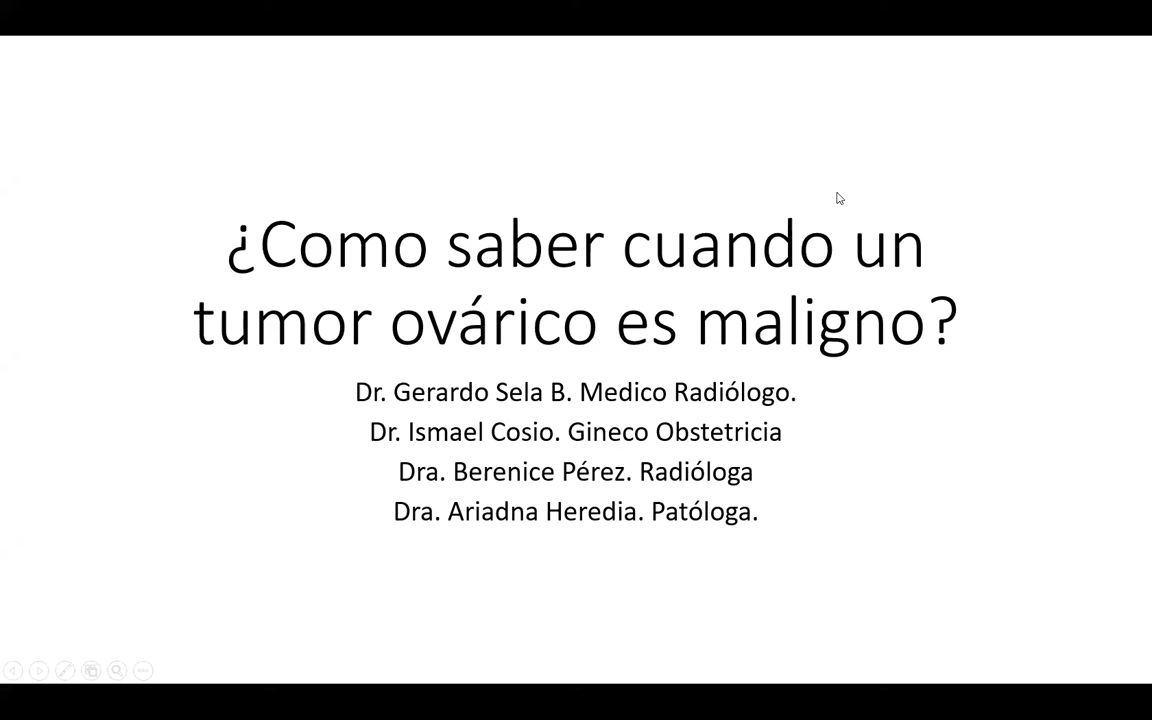 ¿Como saber cuando un
tumor ovárico es maligno?
Dr. Gerardo Sela B. Medico Radiólogo.
Dr. Ismael Cosio. Gineco Obstetricia
Dra. Berenice Pérez. Radióloga
Dra. Ariadna Heredia. Patóloga.